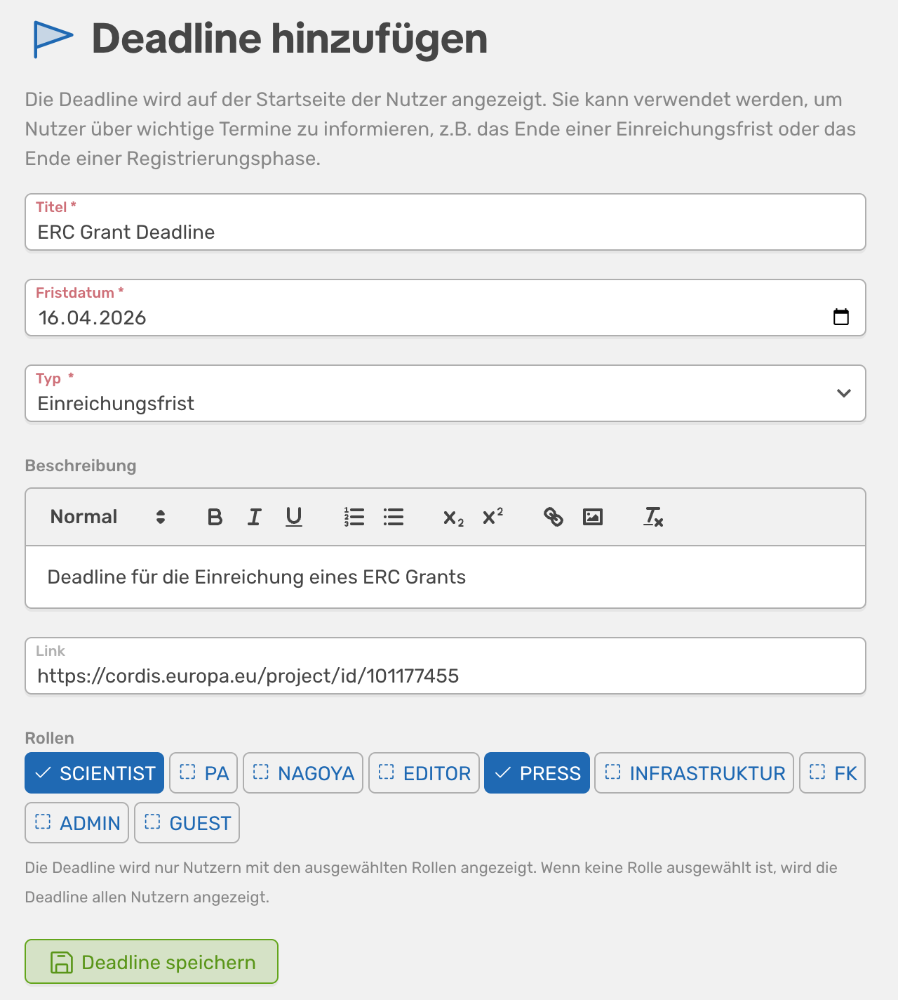 Deadline hinzufügen
Die Deadline wird auf der Startseite der Nutzer angezeigt. Sie kann verwendet werden, um
Nutzer über wichtige Termine zu informieren, z.B. das Ende einer Einreichungsfrist oder das
Ende einer Registrierungsphase.
Titel *
ERC Grant Deadline
Fristdatum *
16.04.2026
Typ *
Einreichungsfrist
Beschreibung
Normal
Deadline für die Einreichung eines ERC Grants
Link
https://cordis.europa.eu/project/id/101177455
Rollen
SCIENTIST PA NAGOYA EDITOR PRESS INFRASTRUKTUR FK
ADMIN GUEST
Die Deadline wird nur Nutzern mit den ausgewählten Rollen angezeigt. Wenn keine Rolle ausgewählt ist, wird die
Deadline allen Nutzern angezeigt.
Deadline speichern